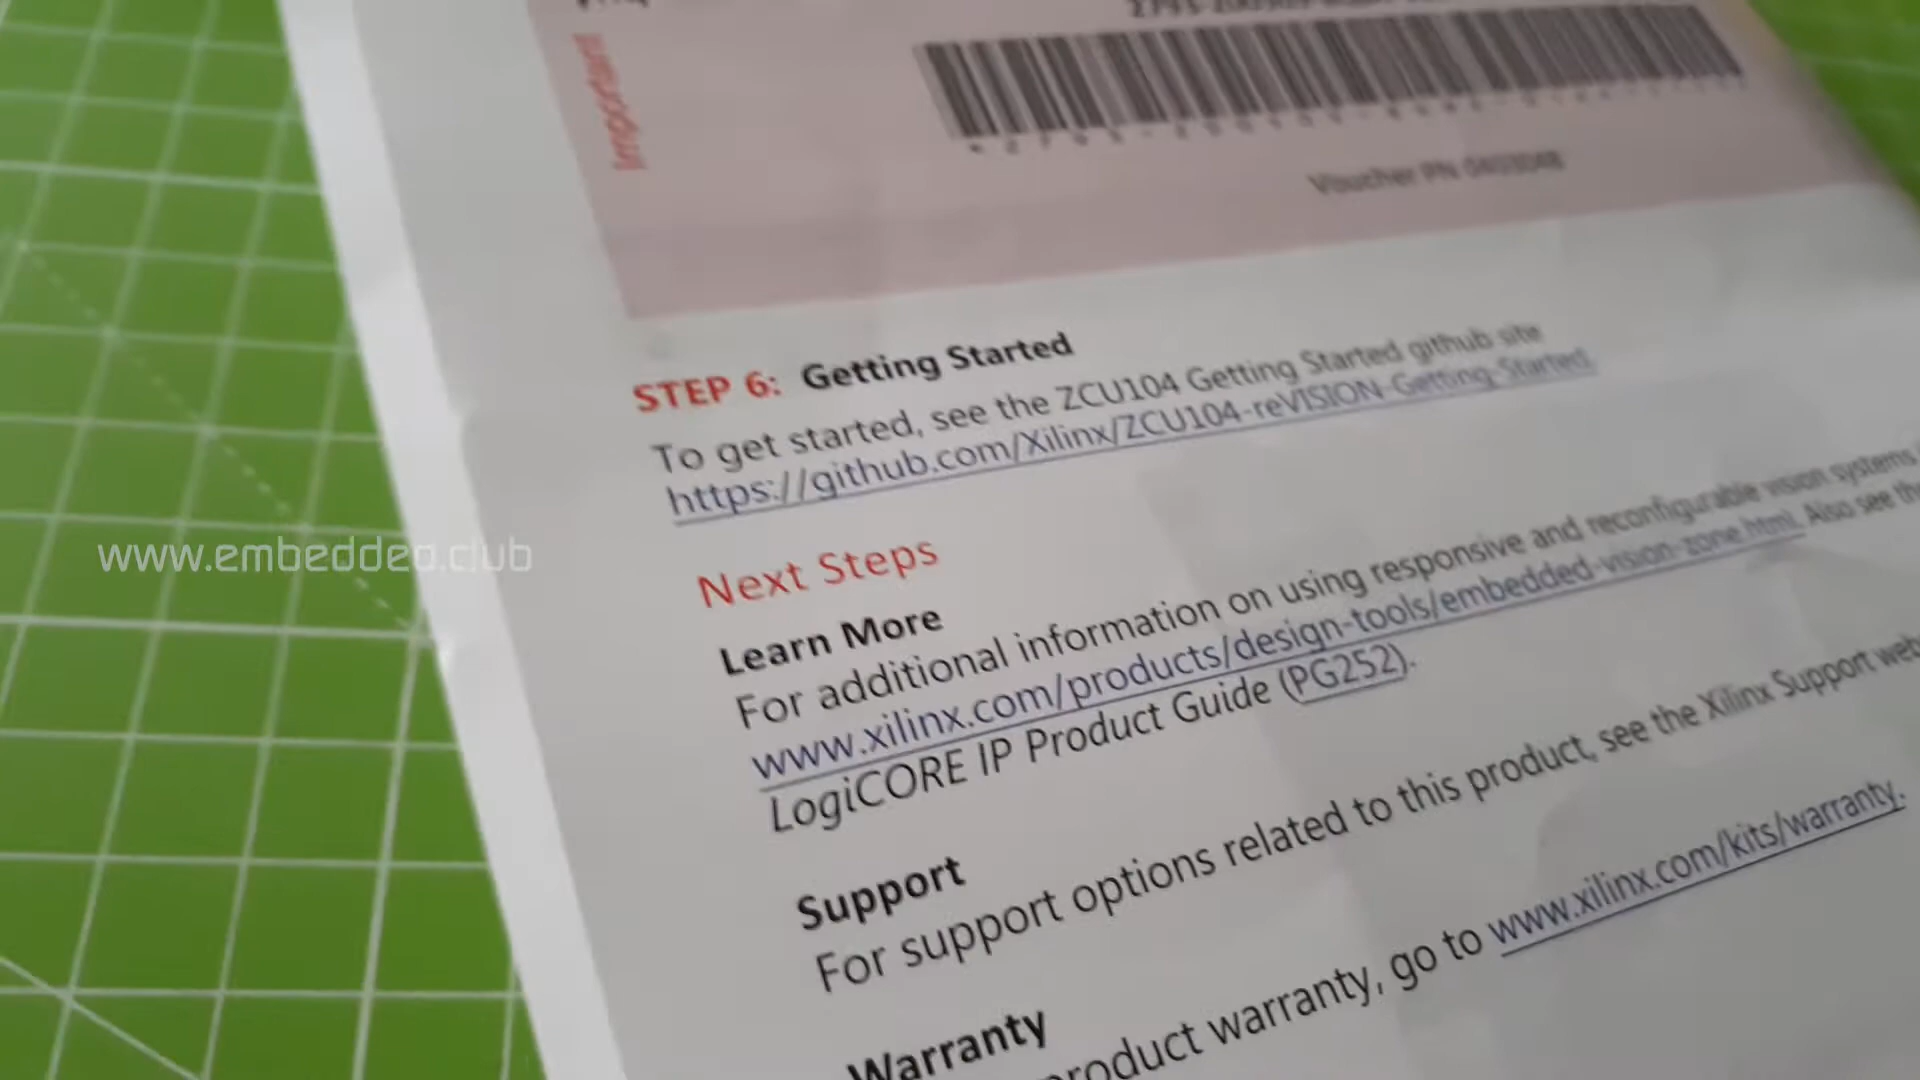 Important
Voucher PN 0403048
STEP 6: Getting Started
To get started, see the ZCU104 Getting Started github site
https://github.com/Xilinx/ZCU104-reVISION-Getting-Started.
www.embedded.club
Next Steps
Learn More
For additional information on using responsive and reconfigurable vision systems
www.xilinx.com/products/design-tools/embedded-vision-zone.html. Also see the
LogiCORE IP Product Guide (PG252).
Support
For support options related to this product, see the Xilinx Support web
Warranty
product warranty, go to www.xilinx.com/kits/warranty.